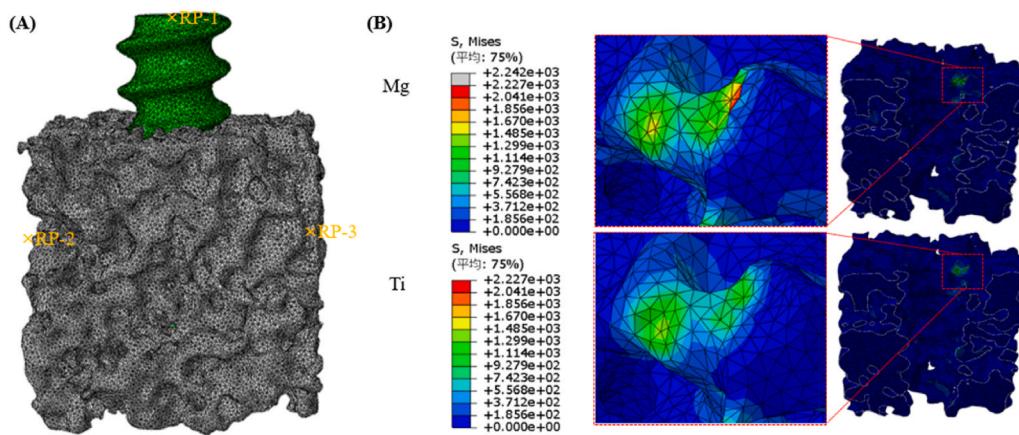 (A)
×RP-1
×RP-2
×RP-3
(B)
Mg
S, Mises
(平均: 75%)
+2.242e+03
+2.227e+03
+2.041e+03
+1.856e+03
+1.670e+03
+1.485e+03
+1.299e+03
+1.114e+03
+9.279e+02
+7.423e+02
+5.568e+02
+3.712e+02
+1.856e+02
+0.000e+00
Ti
S, Mises
(平均: 75%)
+2.227e+03
+2.041e+03
+1.856e+03
+1.670e+03
+1.485e+03
+1.299e+03
+1.114e+03
+9.279e+02
+7.423e+02
+5.568e+02
+3.712e+02
+1.856e+02
+0.000e+00